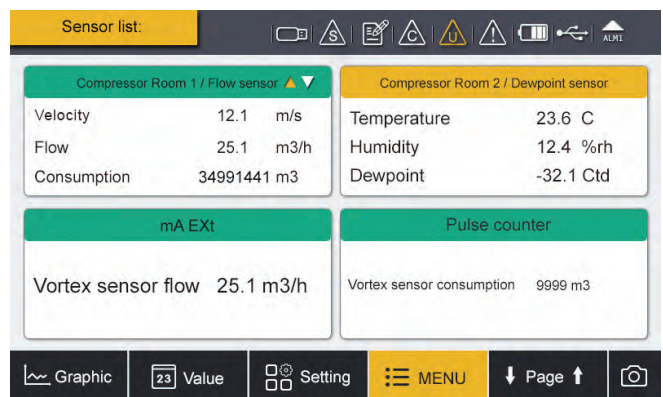 Sensor list:
S C U ! ALM1
Compressor Room 1 / Flow sensor
Velocity 12.1 m/s
Flow 25.1 m3/h
Consumption 34991441 m3
Compressor Room 2 / Dewpoint sensor
Temperature 23.6 C
Humidity 12.4 %rh
Dewpoint -32.1 Ctd
mA EXt
Vortex sensor flow 25.1 m3/h
Pulse counter
Vortex sensor consumption 9999 m3
Graphic 23 Value Setting MENU Page